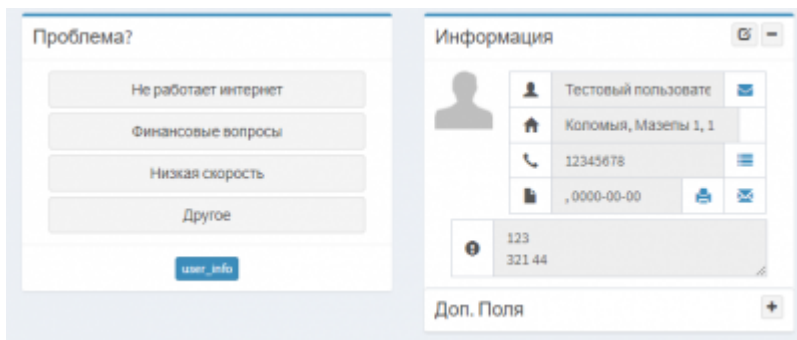 Проблема?
Не работает интернет
Финансовые вопросы
Низкая скорость
Другое
user_info
Информация
Тестовый пользовате
Коломыя, Мазепы 1, 1
12345678
, 0000-00-00
123
321 44
Доп. Поля